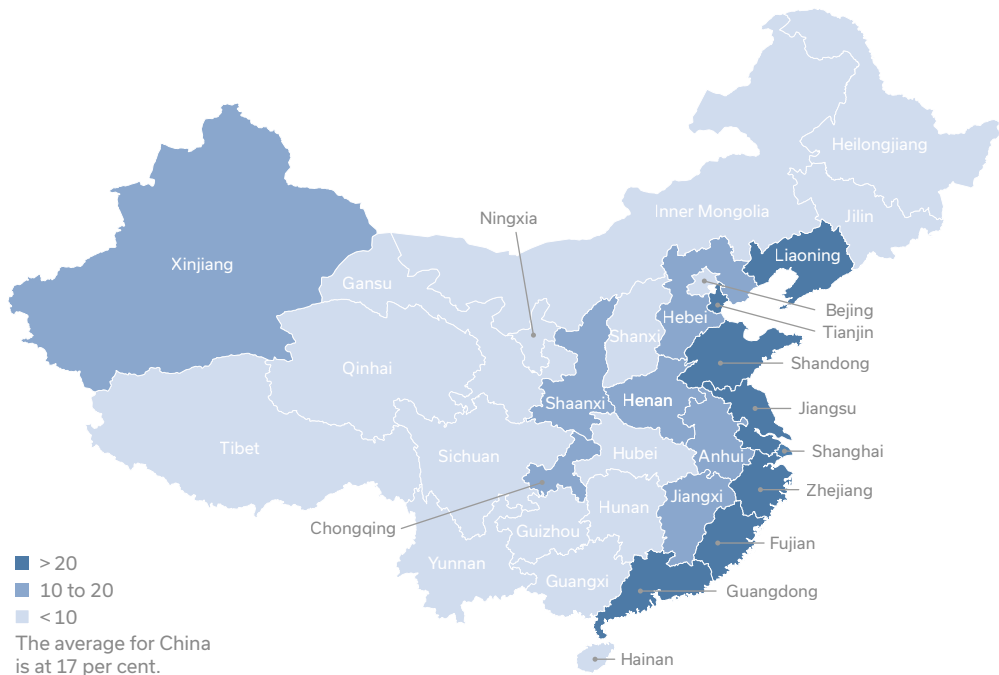 Heilongjiang
Ningxia
Inner Mongolia
Jilin
Xinjiang
Liaoning
Gansu
Bejing
Hebei
Tianjin
Shanxi
Shandong
Qinhai
Shaanxi
Henan
Jiangsu
Tibet
Sichuan
Hubei
Anhui
Shanghai
Zhejiang
Jiangxi
Hunan
Chongqing
Guizhou
Fujian
Yunnan
Guangxi
Guangdong
Hainan
> 20
10 to 20
< 10
The average for China
is at 17 per cent.